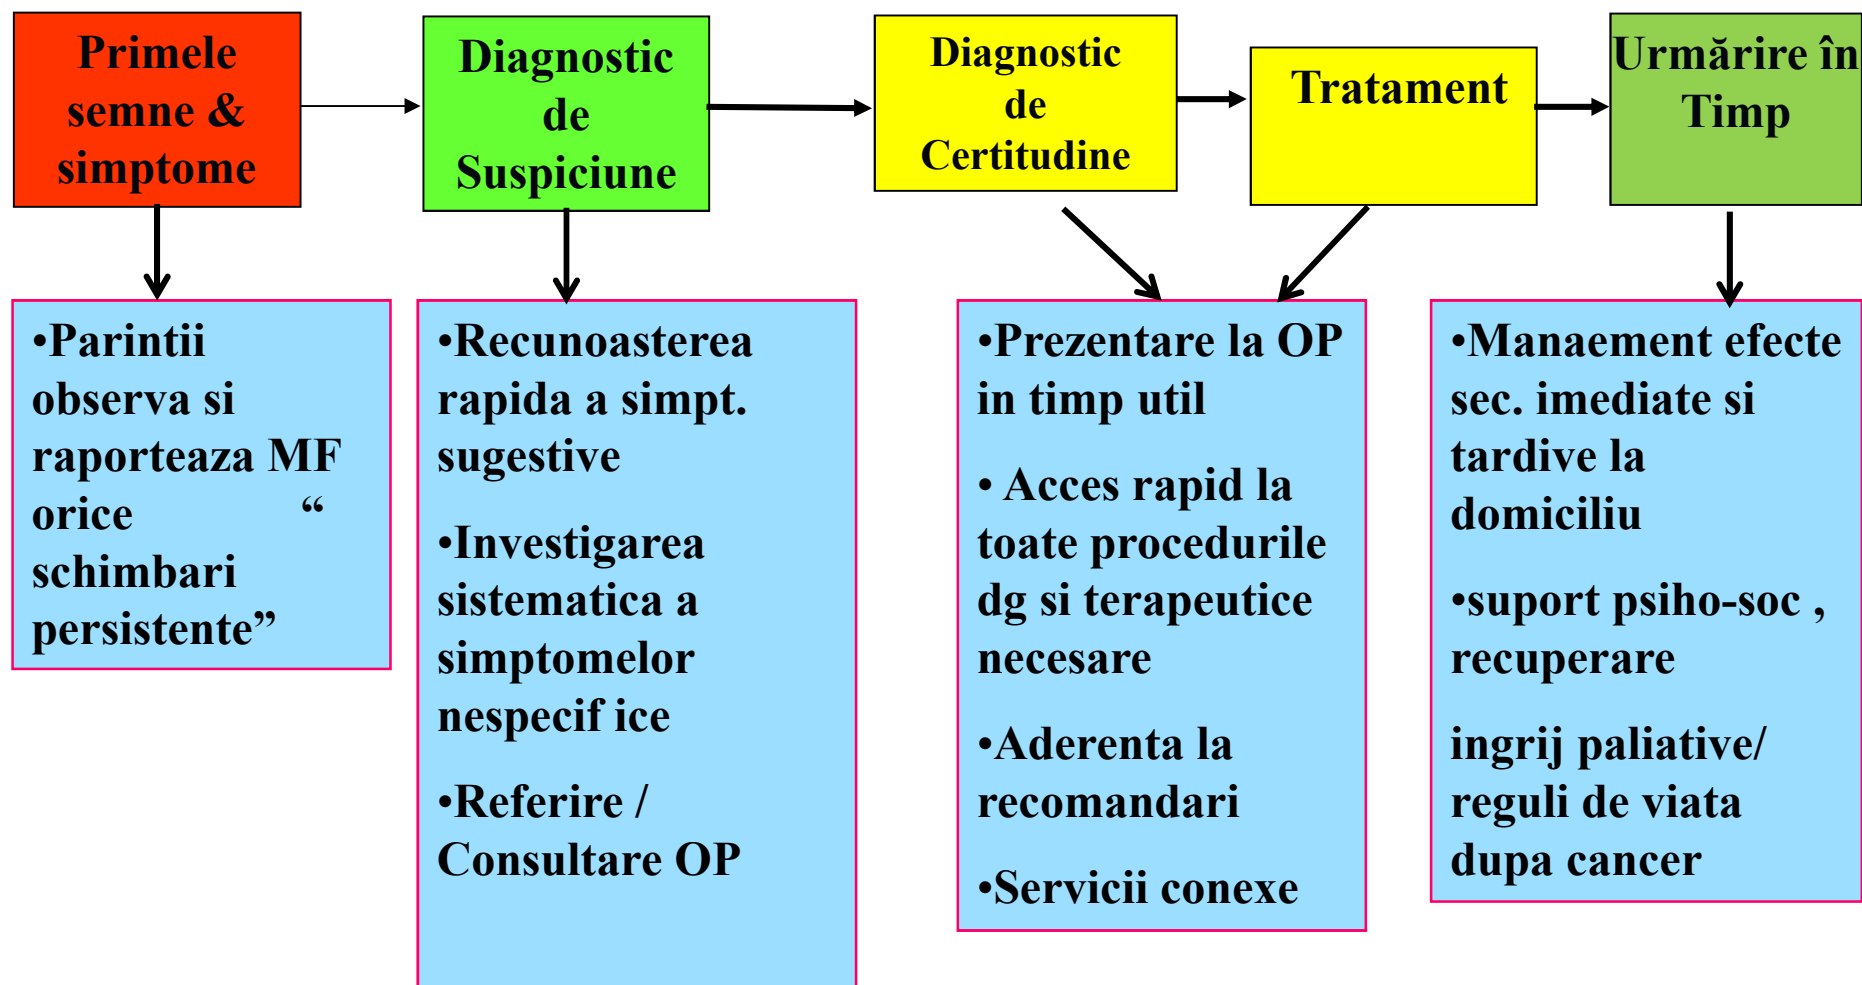 Primele
semne &
simptome
Diagnostic
de
Suspiciune
Diagnostic
de
Certitudine
Tratament
Urmărire în
Timp
•Parintii
observa si
raporteaza MF
orice “
schimbari
persistente”
•Recunoasterea
rapida a simpt.
sugestive
•Investigarea
sistematica a
simptomelor
nespecif ice
•Referire /
Consultare OP
•Prezentare la OP
in timp util
• Acces rapid la
toate procedurile
dg si terapeutice
necesare
•Aderenta la
recomandari
•Servicii conexe
•Manaement efecte
sec. imediate si
tardive la
domiciliu
•suport psiho-soc ,
recuperare
ingrij paliative/
reguli de viata
dupa cancer